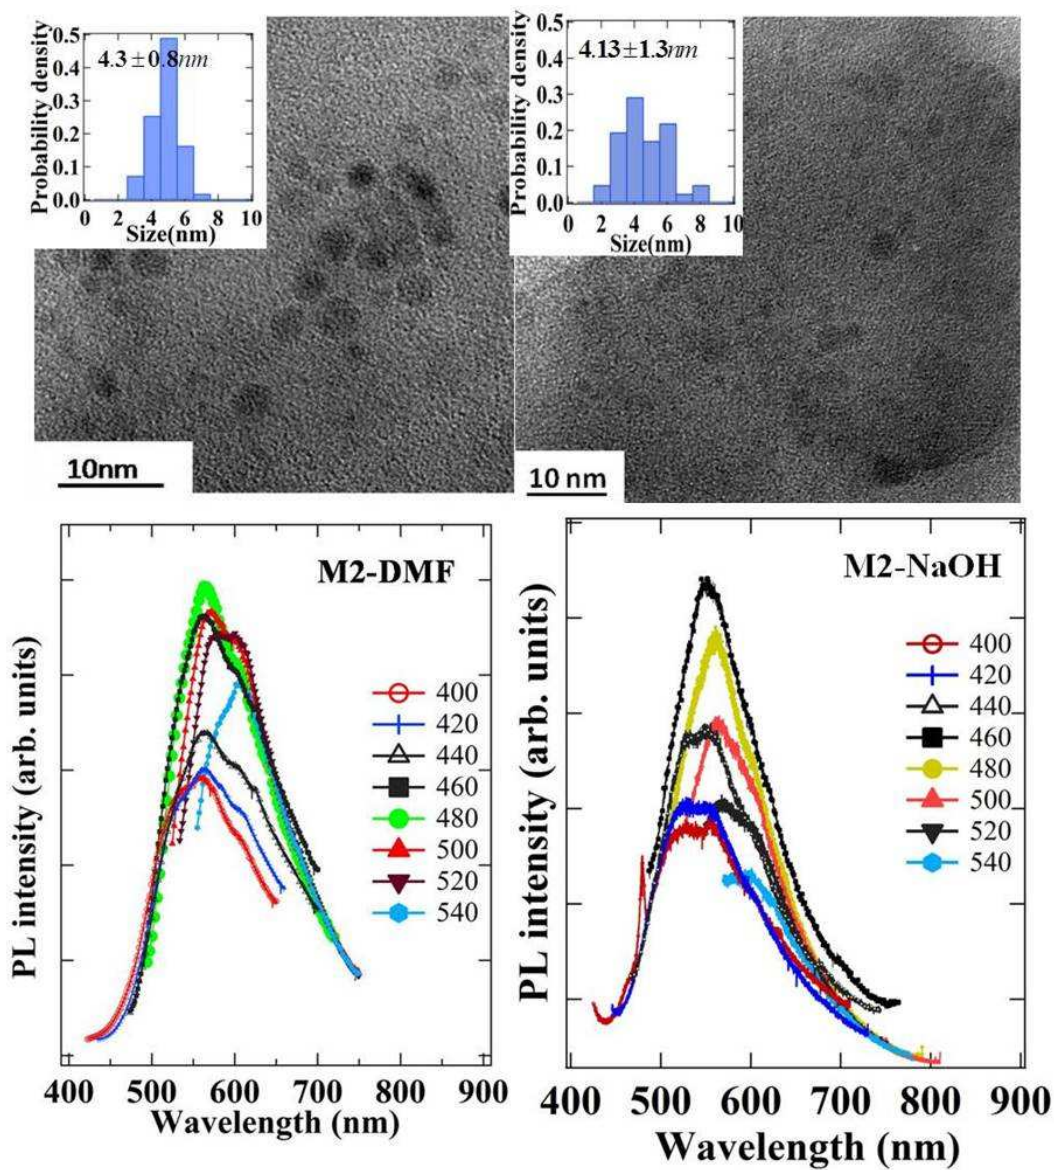 0.5
0.4
0.3
0.2
0.1
0.0
Probability density
4.3±0.8nm
0 2 4 6 8 10
Size(nm)
10nm
0.5
0.4
0.3
0.2
0.1
0.0
Probability density
4.13±1.3nm
0 2 4 6 8 10
Size(nm)
10 nm
PL intensity (arb. units)
M2-DMF
400
420
440
460
480
500
520
540
400 500 600 700 800 900
Wavelength (nm)
PL intensity (arb. units)
M2-NaOH
400
420
440
460
480
500
520
540
400 500 600 700 800 900
Wavelength (nm)